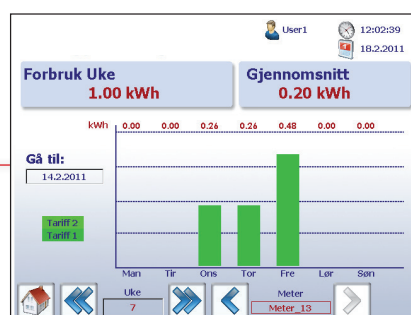 User1 12:02:39
18.2.2011
Forbruk Uke Gjennomsnitt
1.00 kWh 0.20 kWh
kWh 0.00 0.00 0.26 0.26 0.48 0.00 0.00
Gå til:
14.2.2011
Tariff 2
Tariff 1
Man Tir Ons Tor Fre Lør Søn
Uke Meter
7 Meter_13